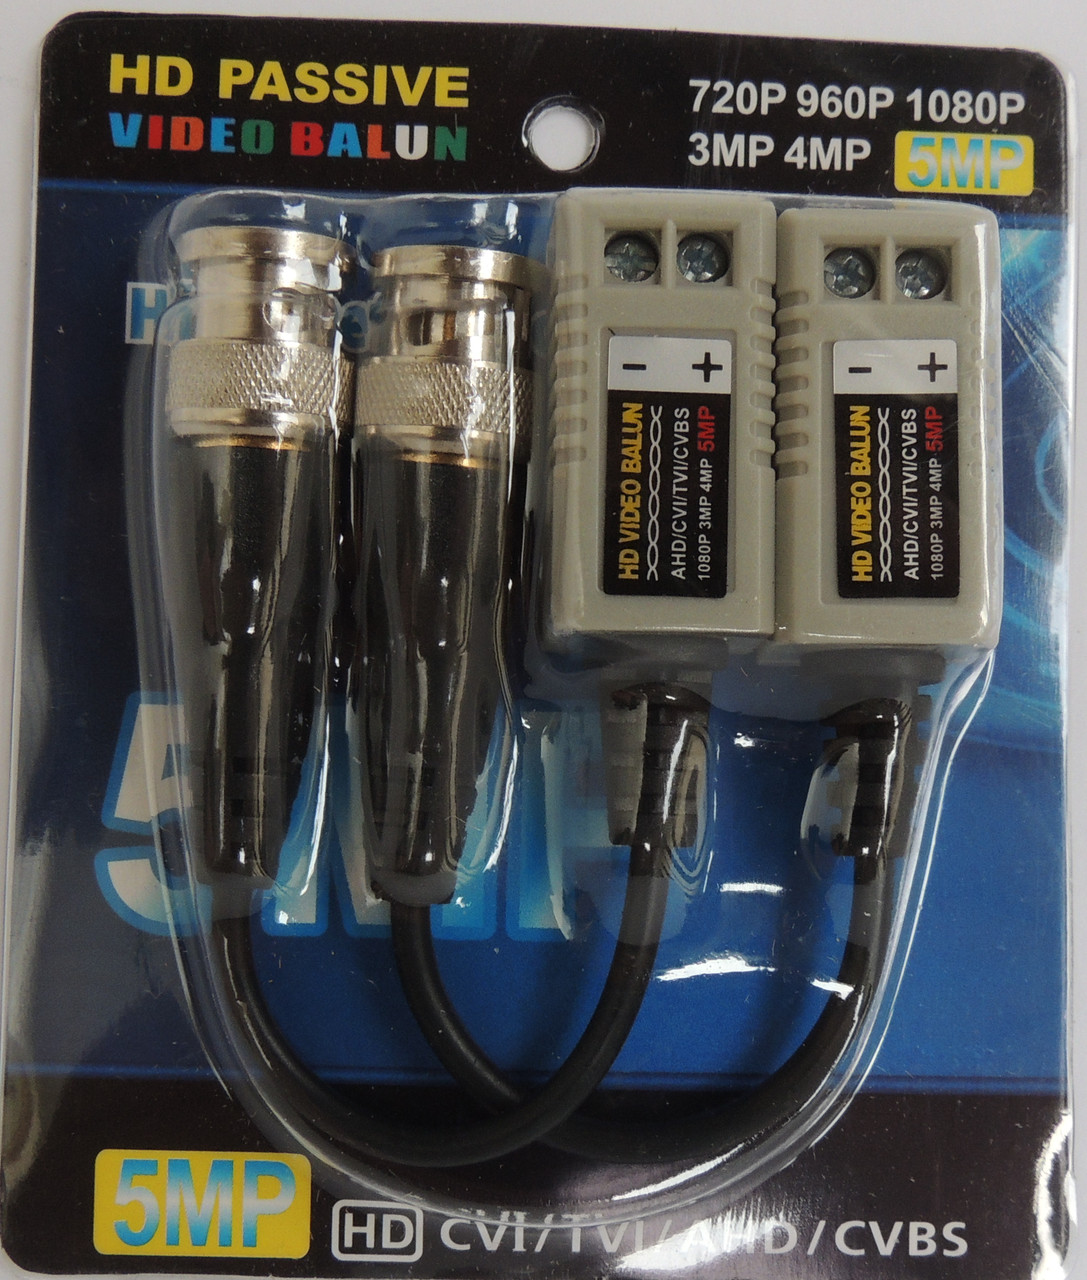 HD PASSIVE
VIDEO BALUN
720P 960P 1080P
3MP 4MP 5MP
- +
HD VIDEO BALUN
AHD/CVI/TVI/CVBS
1080P 3MP 4MP 5MP
- +
HD VIDEO BALUN
AHD/CVI/TVI/CVBS
1080P 3MP 4MP 5MP
5MP
5MP
HD CVI/TVI/AHD/CVBS